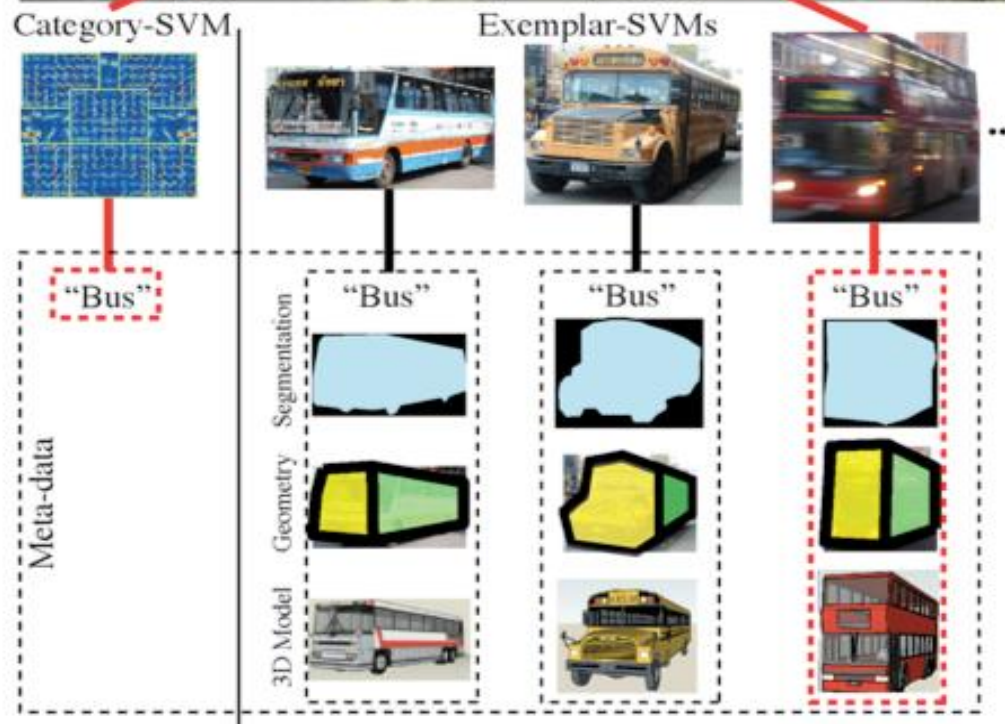 Category-SVM
Exemplar-SVMs
...
“Bus”
“Bus”
“Bus”
“Bus”
Meta-data
Segmentation
Geometry
3D Model